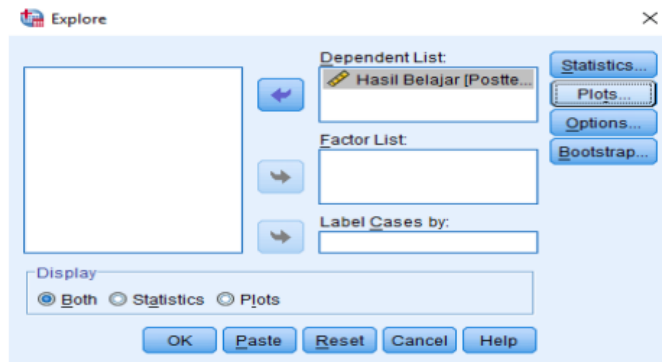 Explore
Dependent List:
Hasil Belajar [Postte...
Statistics...
Plots...
Options...
Bootstrap...
Factor List:
Label Cases by:
Display
Both Statistics Plots
OK Paste Reset Cancel Help